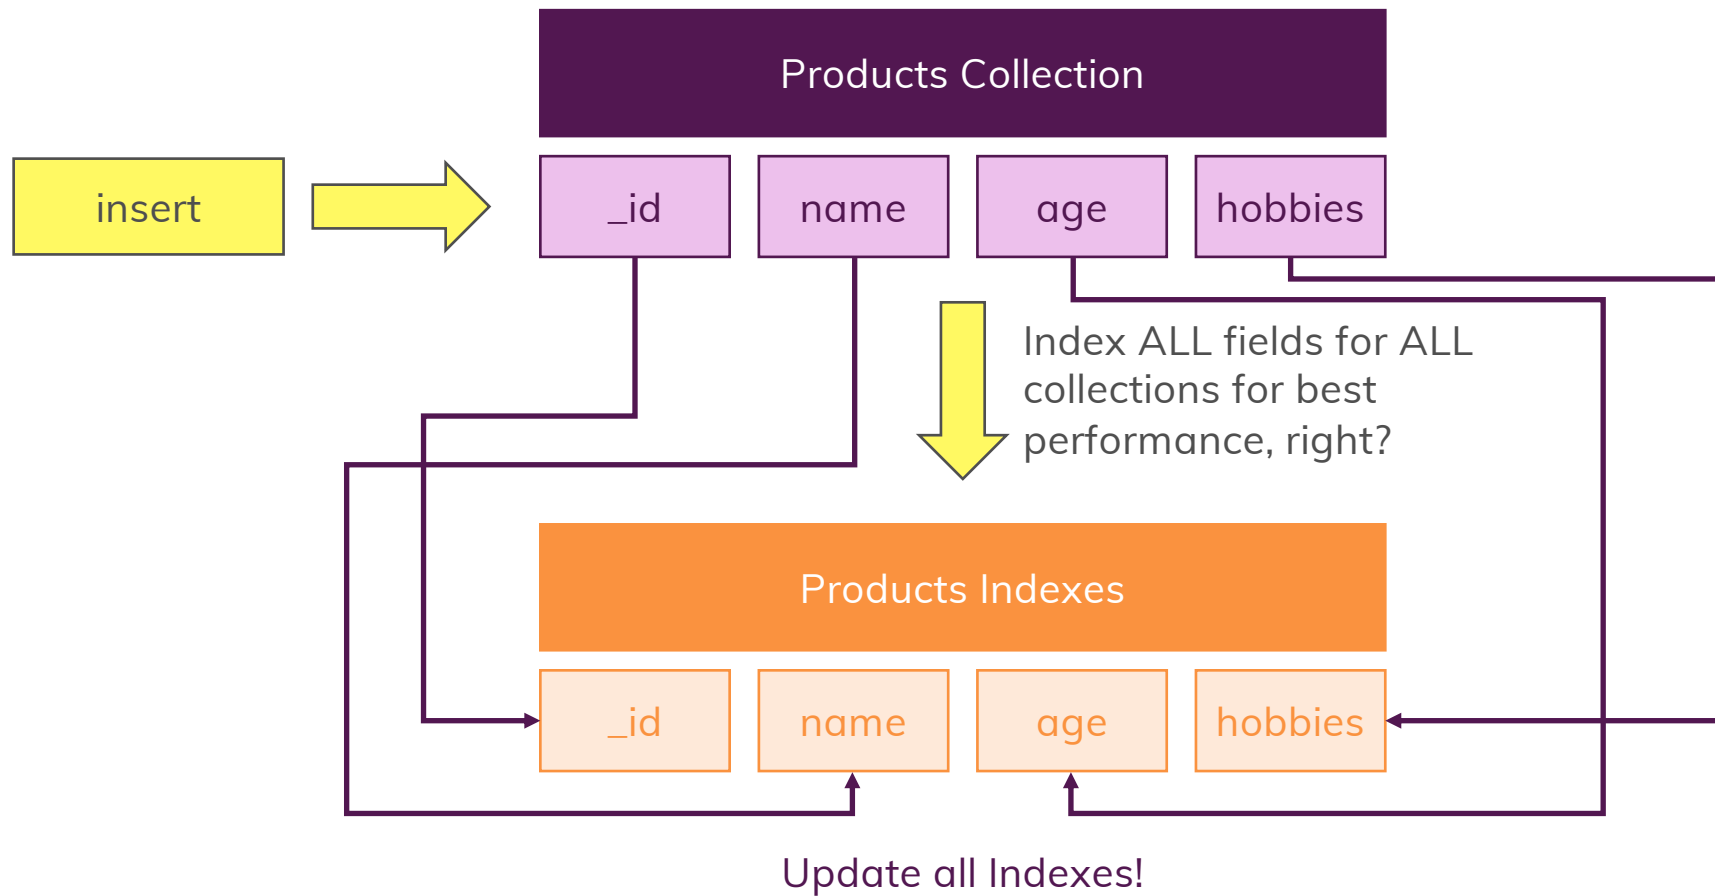 Products Collection
insert
_id
name
age
hobbies
Index ALL fields for ALL
collections for best
performance, right?
Products Indexes
_id
name
age
hobbies
Update all Indexes!